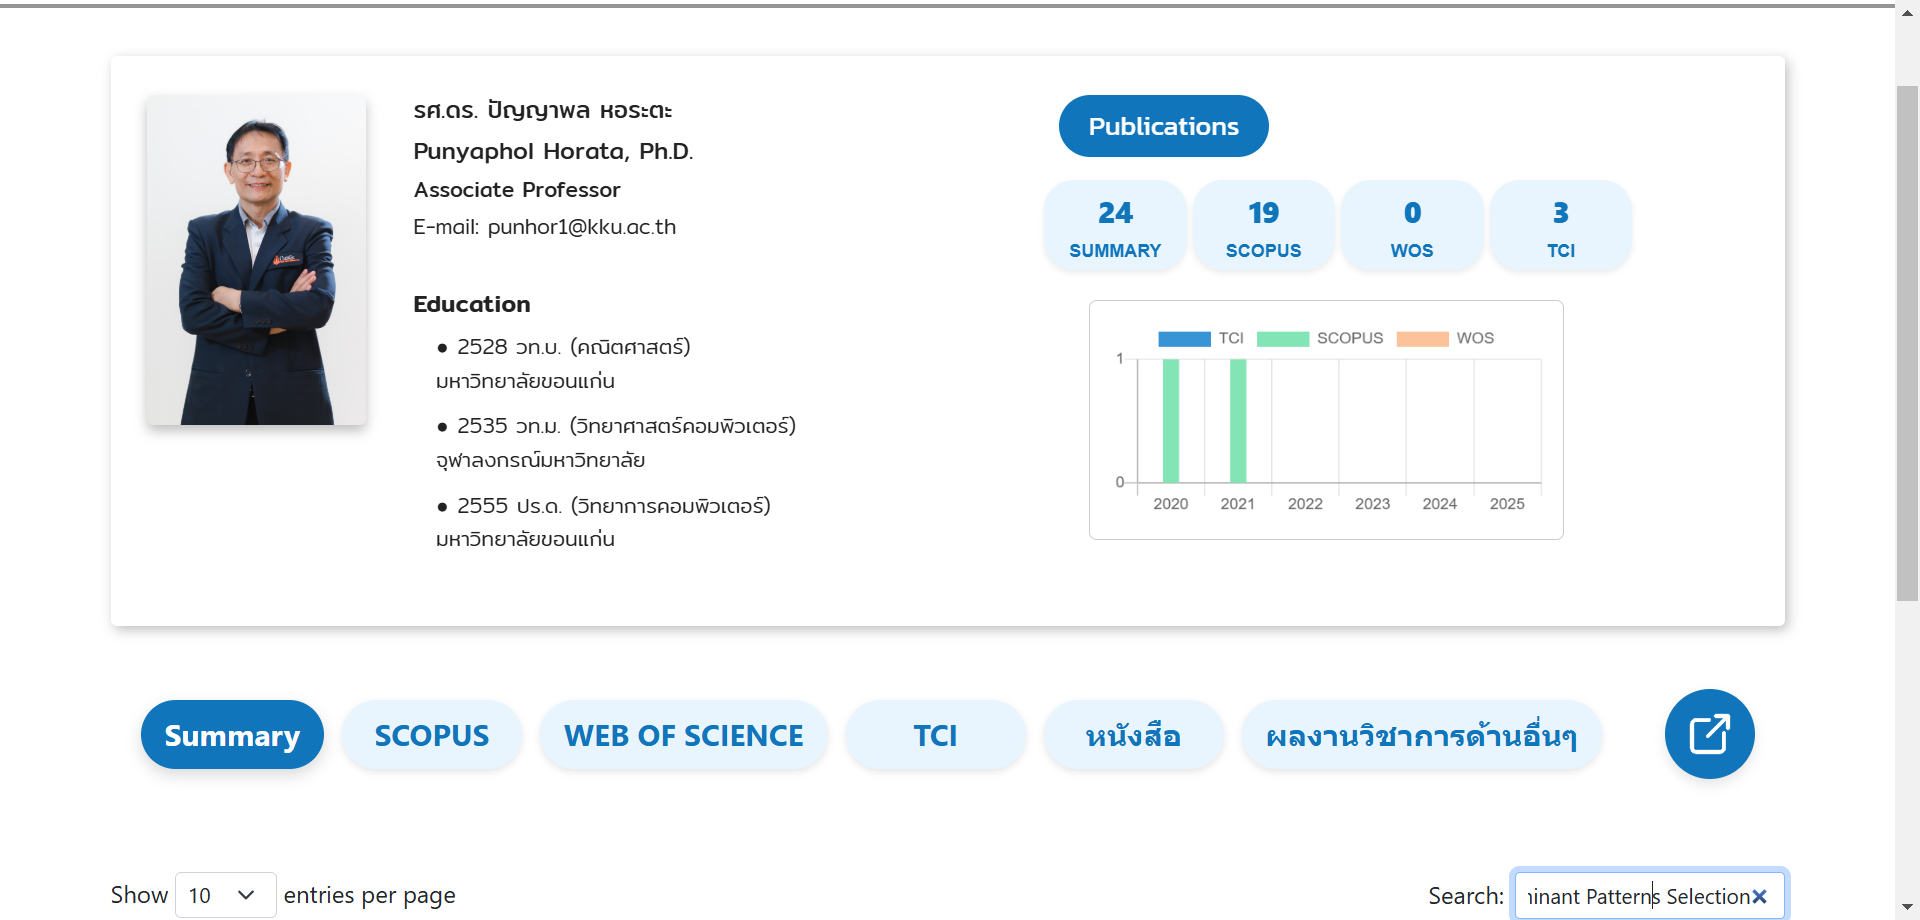 รศ.ดร. ปัญญาพล หอระตะ
Punyaphol Horata, Ph.D.
Associate Professor
E-mail: punhor1@kku.ac.th
Education
● 2528 วท.บ. (คณิตศาสตร์)
มหาวิทยาลัยขอนแก่น
● 2535 วท.ม. (วิทยาศาสตร์คอมพิวเตอร์)
จุฬาลงกรณ์มหาวิทยาลัย
● 2555 ปร.ด. (วิทยาการคอมพิวเตอร์)
มหาวิทยาลัยขอนแก่น
Publications
24 19 0 3
SUMMARY SCOPUS WOS TCI
TCI SCOPUS WOS
1
0
2020 2021 2022 2023 2024 2025
Summary SCOPUS WEB OF SCIENCE TCI หนังสือ ผลงานวิชาการด้านอื่นๆ
Show 10 entries per page
Search: inant Patterns Selection